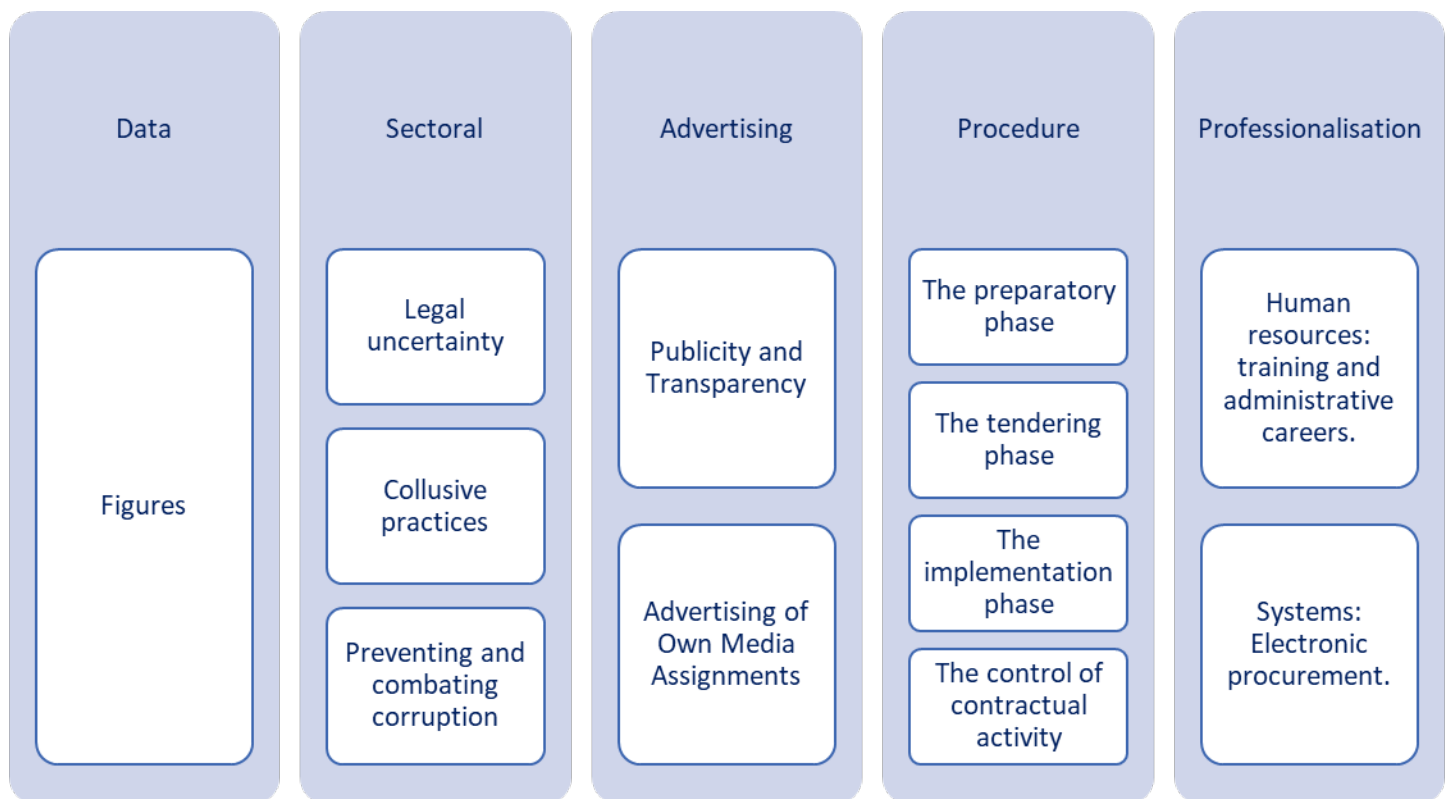 Data
Figures
Sectoral
Legal
uncertainty
Collusive
practices
Preventing and
combating
corruption
Advertising
Publicity and
Transparency
Advertising of
Own Media
Assignments
Procedure
The preparatory
phase
The tendering
phase
The
implementation
phase
The control of
contractual
activity
Professionalisation
Human
resources:
training and
administrative
careers.
Systems:
Electronic
procurement.